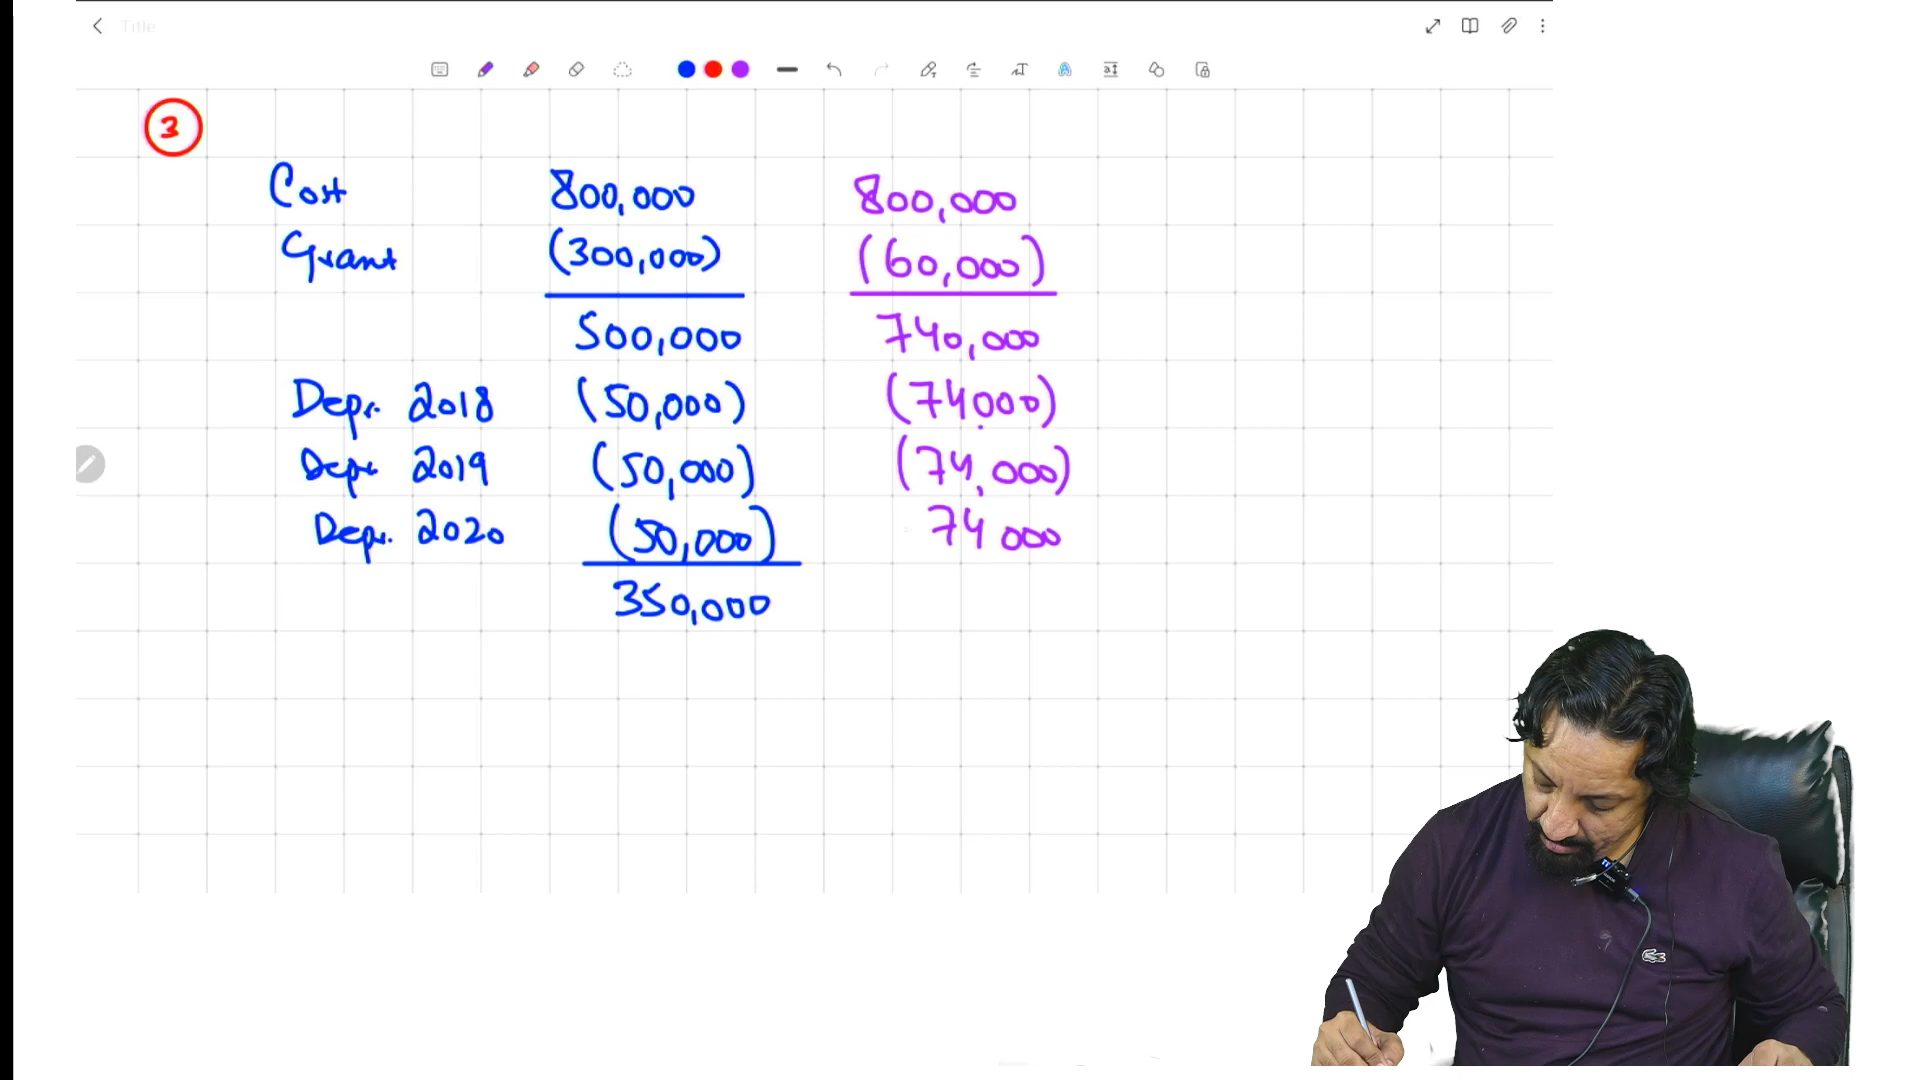 Title
3
Cost 800,000 800,000
Grant (300,000) (60,000)
500,000 740,000
Depr. 2018 (50,000) (74,000)
Depr 2019 (50,000) (74,000)
Depr. 2020 (50,000) 74 000
350,000